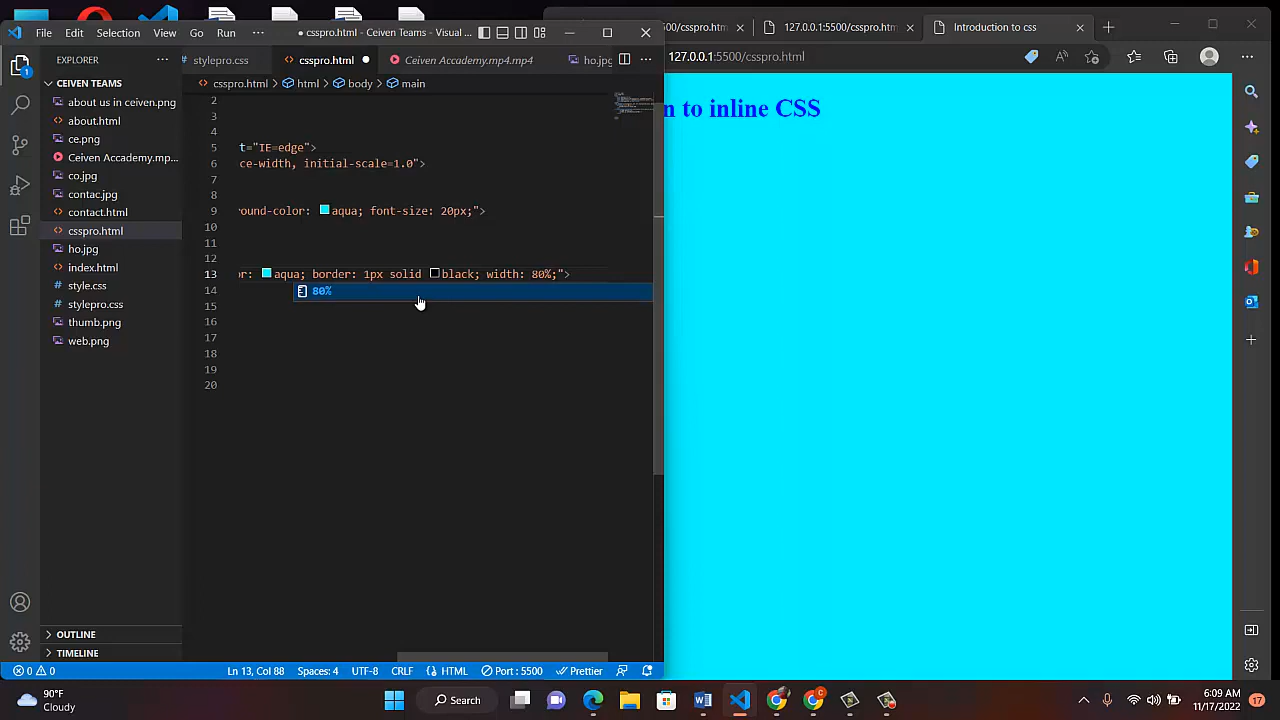 File Edit Selection View Go Run ··· ● csspro.html - Ceiven Teams - Visual ...
EXPLORER ···
CEIVEN TEAMS
about us in ceiven.png
about.html
ce.png
Ceiven Accademy.mp...
co.jpg
contac.jpg
contact.html
csspro.html
ho.jpg
index.html
style.css
stylepro.css
thumb.png
web.png
OUTLINE
TIMELINE
1
stylepro.css csspro.html ● Ceiven Academy.mp4.mp4 ho.jpg
csspro.html > html > body > main
2
3
4
5 t="IE=edge">
6 ce-width, initial-scale=1.0">
7
8
9 round-color: aqua; font-size: 20px;">
10
11
12
13 or: aqua; border: 1px solid black; width: 80%;">
80%
14
15
16
17
18
19
20
0 0 Ln 13, Col 88 Spaces: 4 UTF-8 CRLF HTML Port : 5500 Prettier
500/csspro.htm 127.0.0.1:5500/csspro.htm Introduction to css
127.0.0.1:5500/csspro.html
n to inline CSS
90°F
Cloudy
Search
6:09 AM
11/17/2022
17